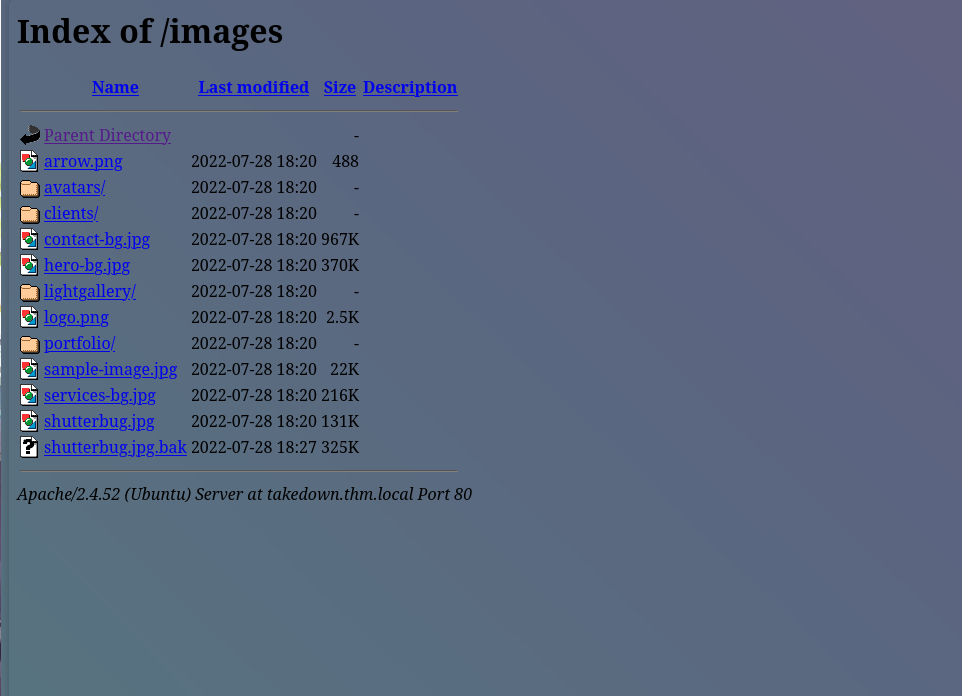 Index of /images
Name Last modified Size Description
Parent Directory -
arrow.png 2022-07-28 18:20 488
avatars/ 2022-07-28 18:20 -
clients/ 2022-07-28 18:20 -
contact-bg.jpg 2022-07-28 18:20 967K
hero-bg.jpg 2022-07-28 18:20 370K
lightgallery/ 2022-07-28 18:20 -
logo.png 2022-07-28 18:20 2.5K
portfolio/ 2022-07-28 18:20 -
sample-image.jpg 2022-07-28 18:20 22K
services-bg.jpg 2022-07-28 18:20 216K
shutterbug.jpg 2022-07-28 18:20 131K
shutterbug.jpg.bak 2022-07-28 18:27 325K
Apache/2.4.52 (Ubuntu) Server at takedown.thm.local Port 80